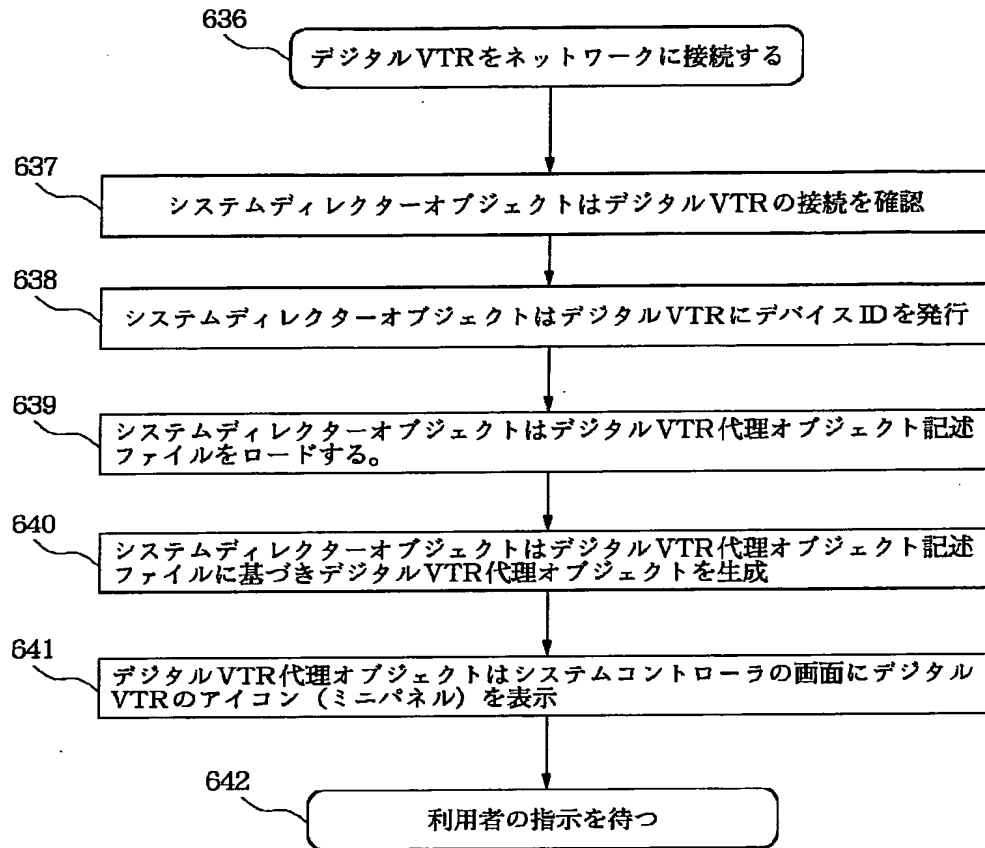 636
デジタルVTRをネットワークに接続する
637
システムディレクターオブジェクトはデジタルVTRの接続を確認
638
システムディレクターオブジェクトはデジタルVTRにデバイスIDを発行
639
システムディレクターオブジェクトはデジタルVTR代理オブジェクト記述
ファイルをロードする。
640
システムディレクターオブジェクトはデジタルVTR代理オブジェクト記述
ファイルに基づきデジタルVTR代理オブジェクトを生成
641
デジタルVTR代理オブジェクトはシステムコントローラの画面にデジタル
VTRのアイコン（ミニパネル）を表示
642
利用者の指示を待つ